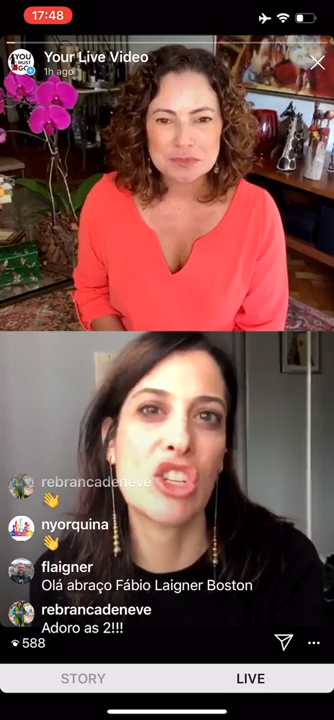 17:48
YOU
MUST
GO
Your Live Video
1h ago
rebrancadeneve
👋
nyorquina
👋
flaigner
Olá abraço Fábio Laigner Boston
rebrancadeneve
Adoro as 2!!!
588
STORY
LIVE